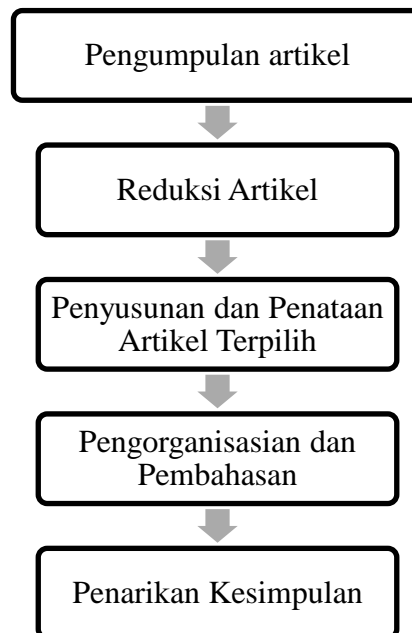 Pengumpulan artikel
Reduksi Artikel
Penyusunan dan Penataan
Artikel Terpilih
Pengorganisasian dan
Pembahasan
Penarikan Kesimpulan